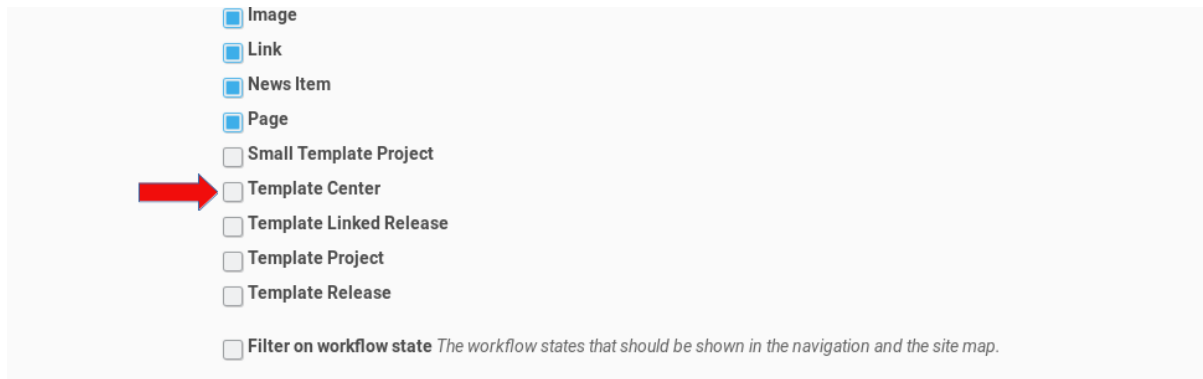 Image
Link
News Item
Page
Small Template Project
Template Center
Template Linked Release
Template Project
Template Release
Filter on workflow state The workflow states that should be shown in the navigation and the site map.